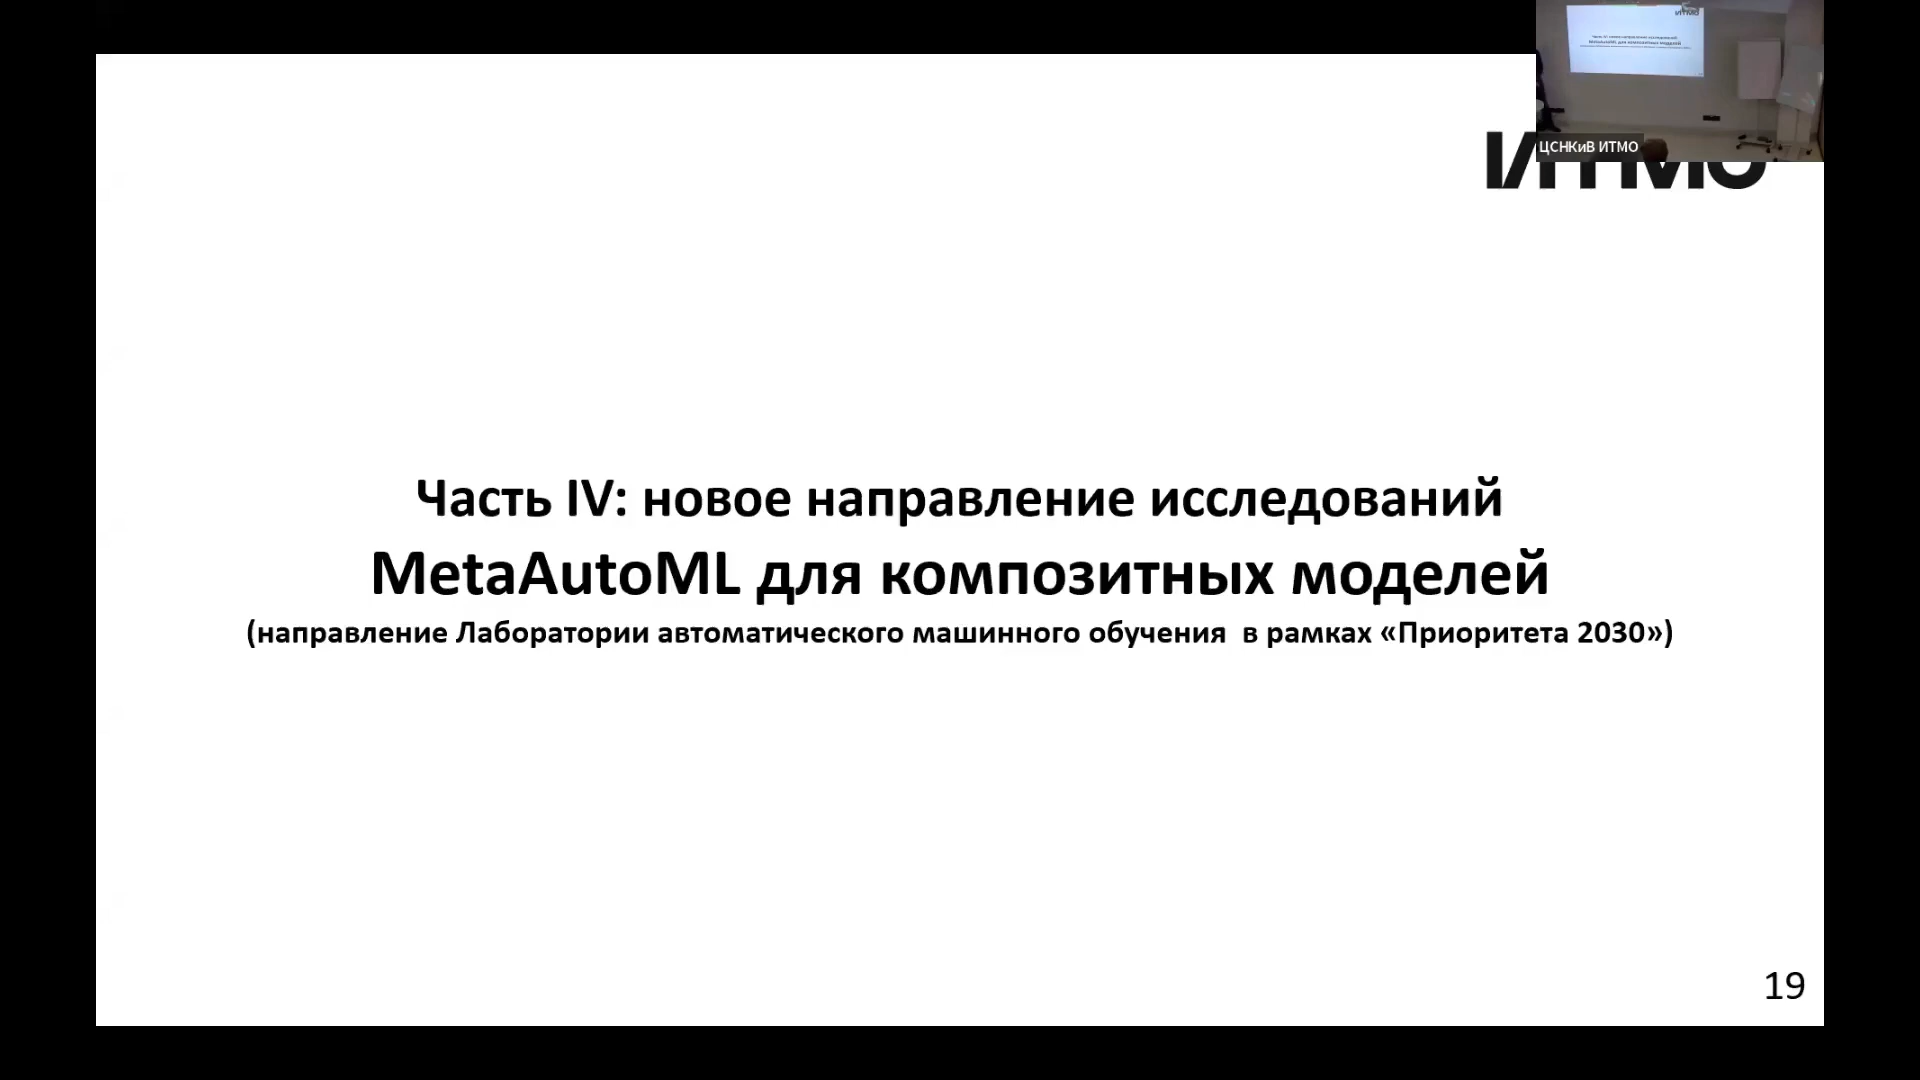 ЦСНКиВ ИТМО
ИТМО
Часть IV: новое направление исследований
MetaAutoML для композитных моделей
(направление Лаборатории автоматического машинного обучения в рамках «Приоритета 2030»)
19